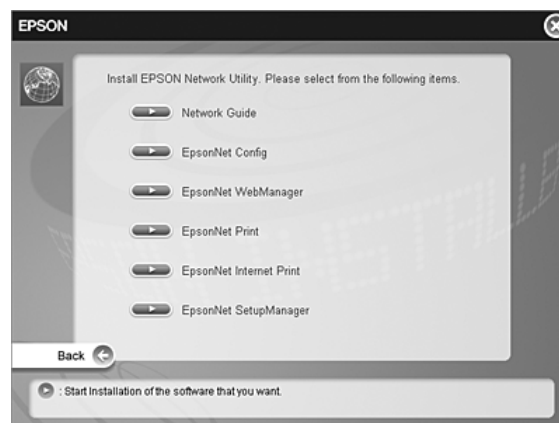 EPSON
Install EPSON Network Utility. Please select from the following items.
Network Guide
EpsonNet Config
EpsonNet WebManager
EpsonNet Print
EpsonNet Internet Print
EpsonNet SetupManager
Back
: Start Installation of the software that you want.